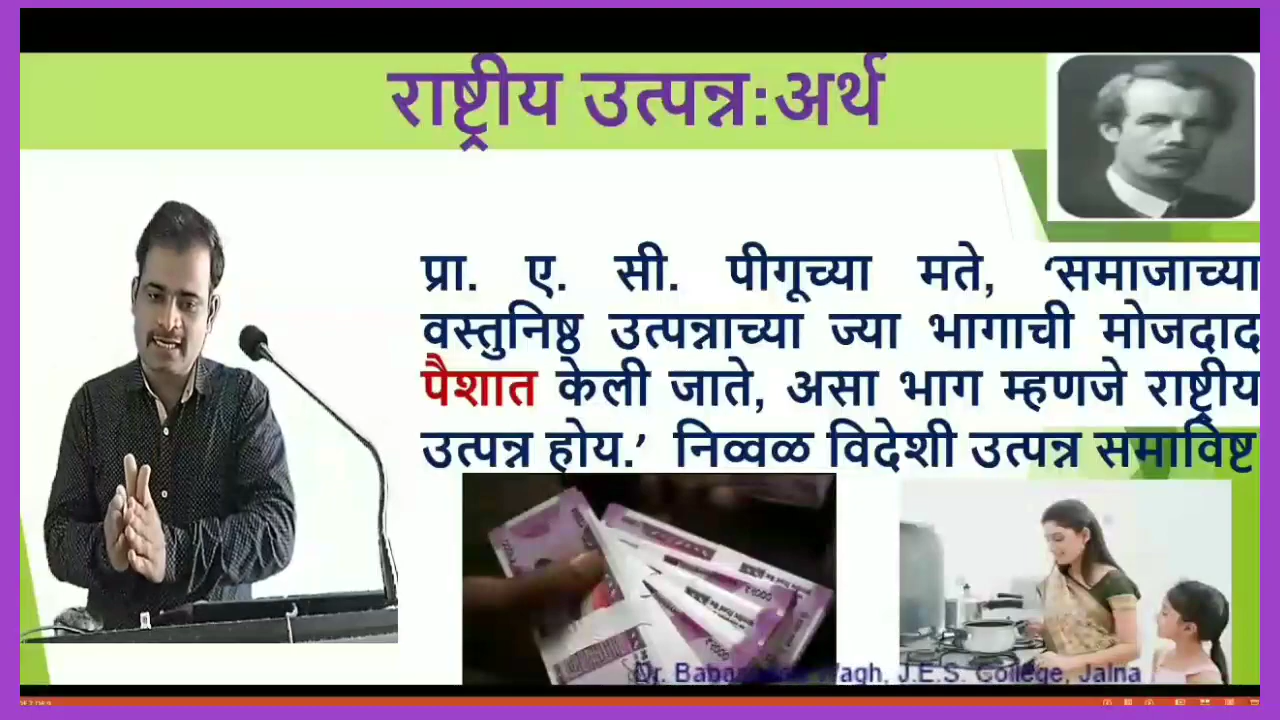 राष्ट्रीय उत्पन्न:अर्थ
प्रा. ए. सी. पीगूच्या मते, ‘समाजाच्या
वस्तुनिष्ठ उत्पन्नाच्या ज्या भागाची मोजदाद
पैशात केली जाते, असा भाग म्हणजे राष्ट्रीय
उत्पन्न होय.’ निव्वळ विदेशी उत्पन्न समाविष्ट
Dr. Wagh, J.E.S. College, Jalna